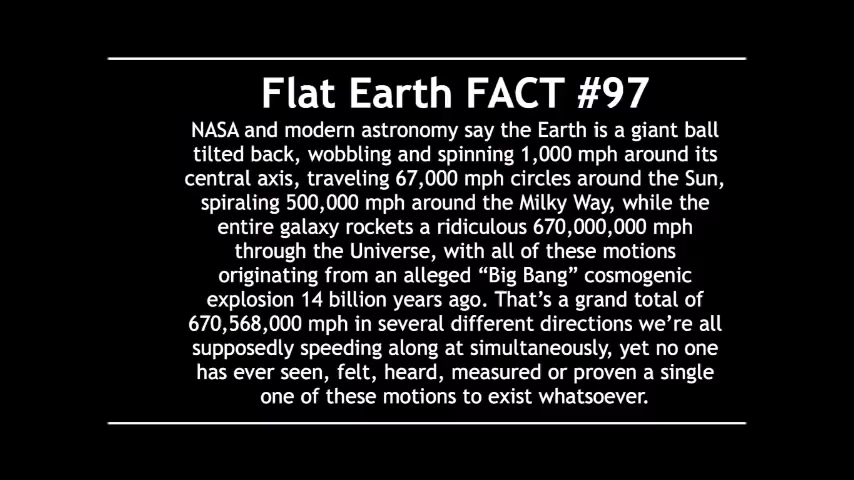 Flat Earth FACT #97
NASA and modern astronomy say the Earth is a giant ball
tilted back, wobbling and spinning 1,000 mph around its
central axis, traveling 67,000 mph circles around the Sun,
spiraling 500,000 mph around the Milky Way, while the
entire galaxy rockets a ridiculous 670,000,000 mph
through the Universe, with all of these motions
originating from an alleged “Big Bang” cosmogenic
explosion 14 billion years ago. That’s a grand total of
670,568,000 mph in several different directions we’re all
supposedly speeding along at simultaneously, yet no one
has ever seen, felt, heard, measured or proven a single
one of these motions to exist whatsoever.